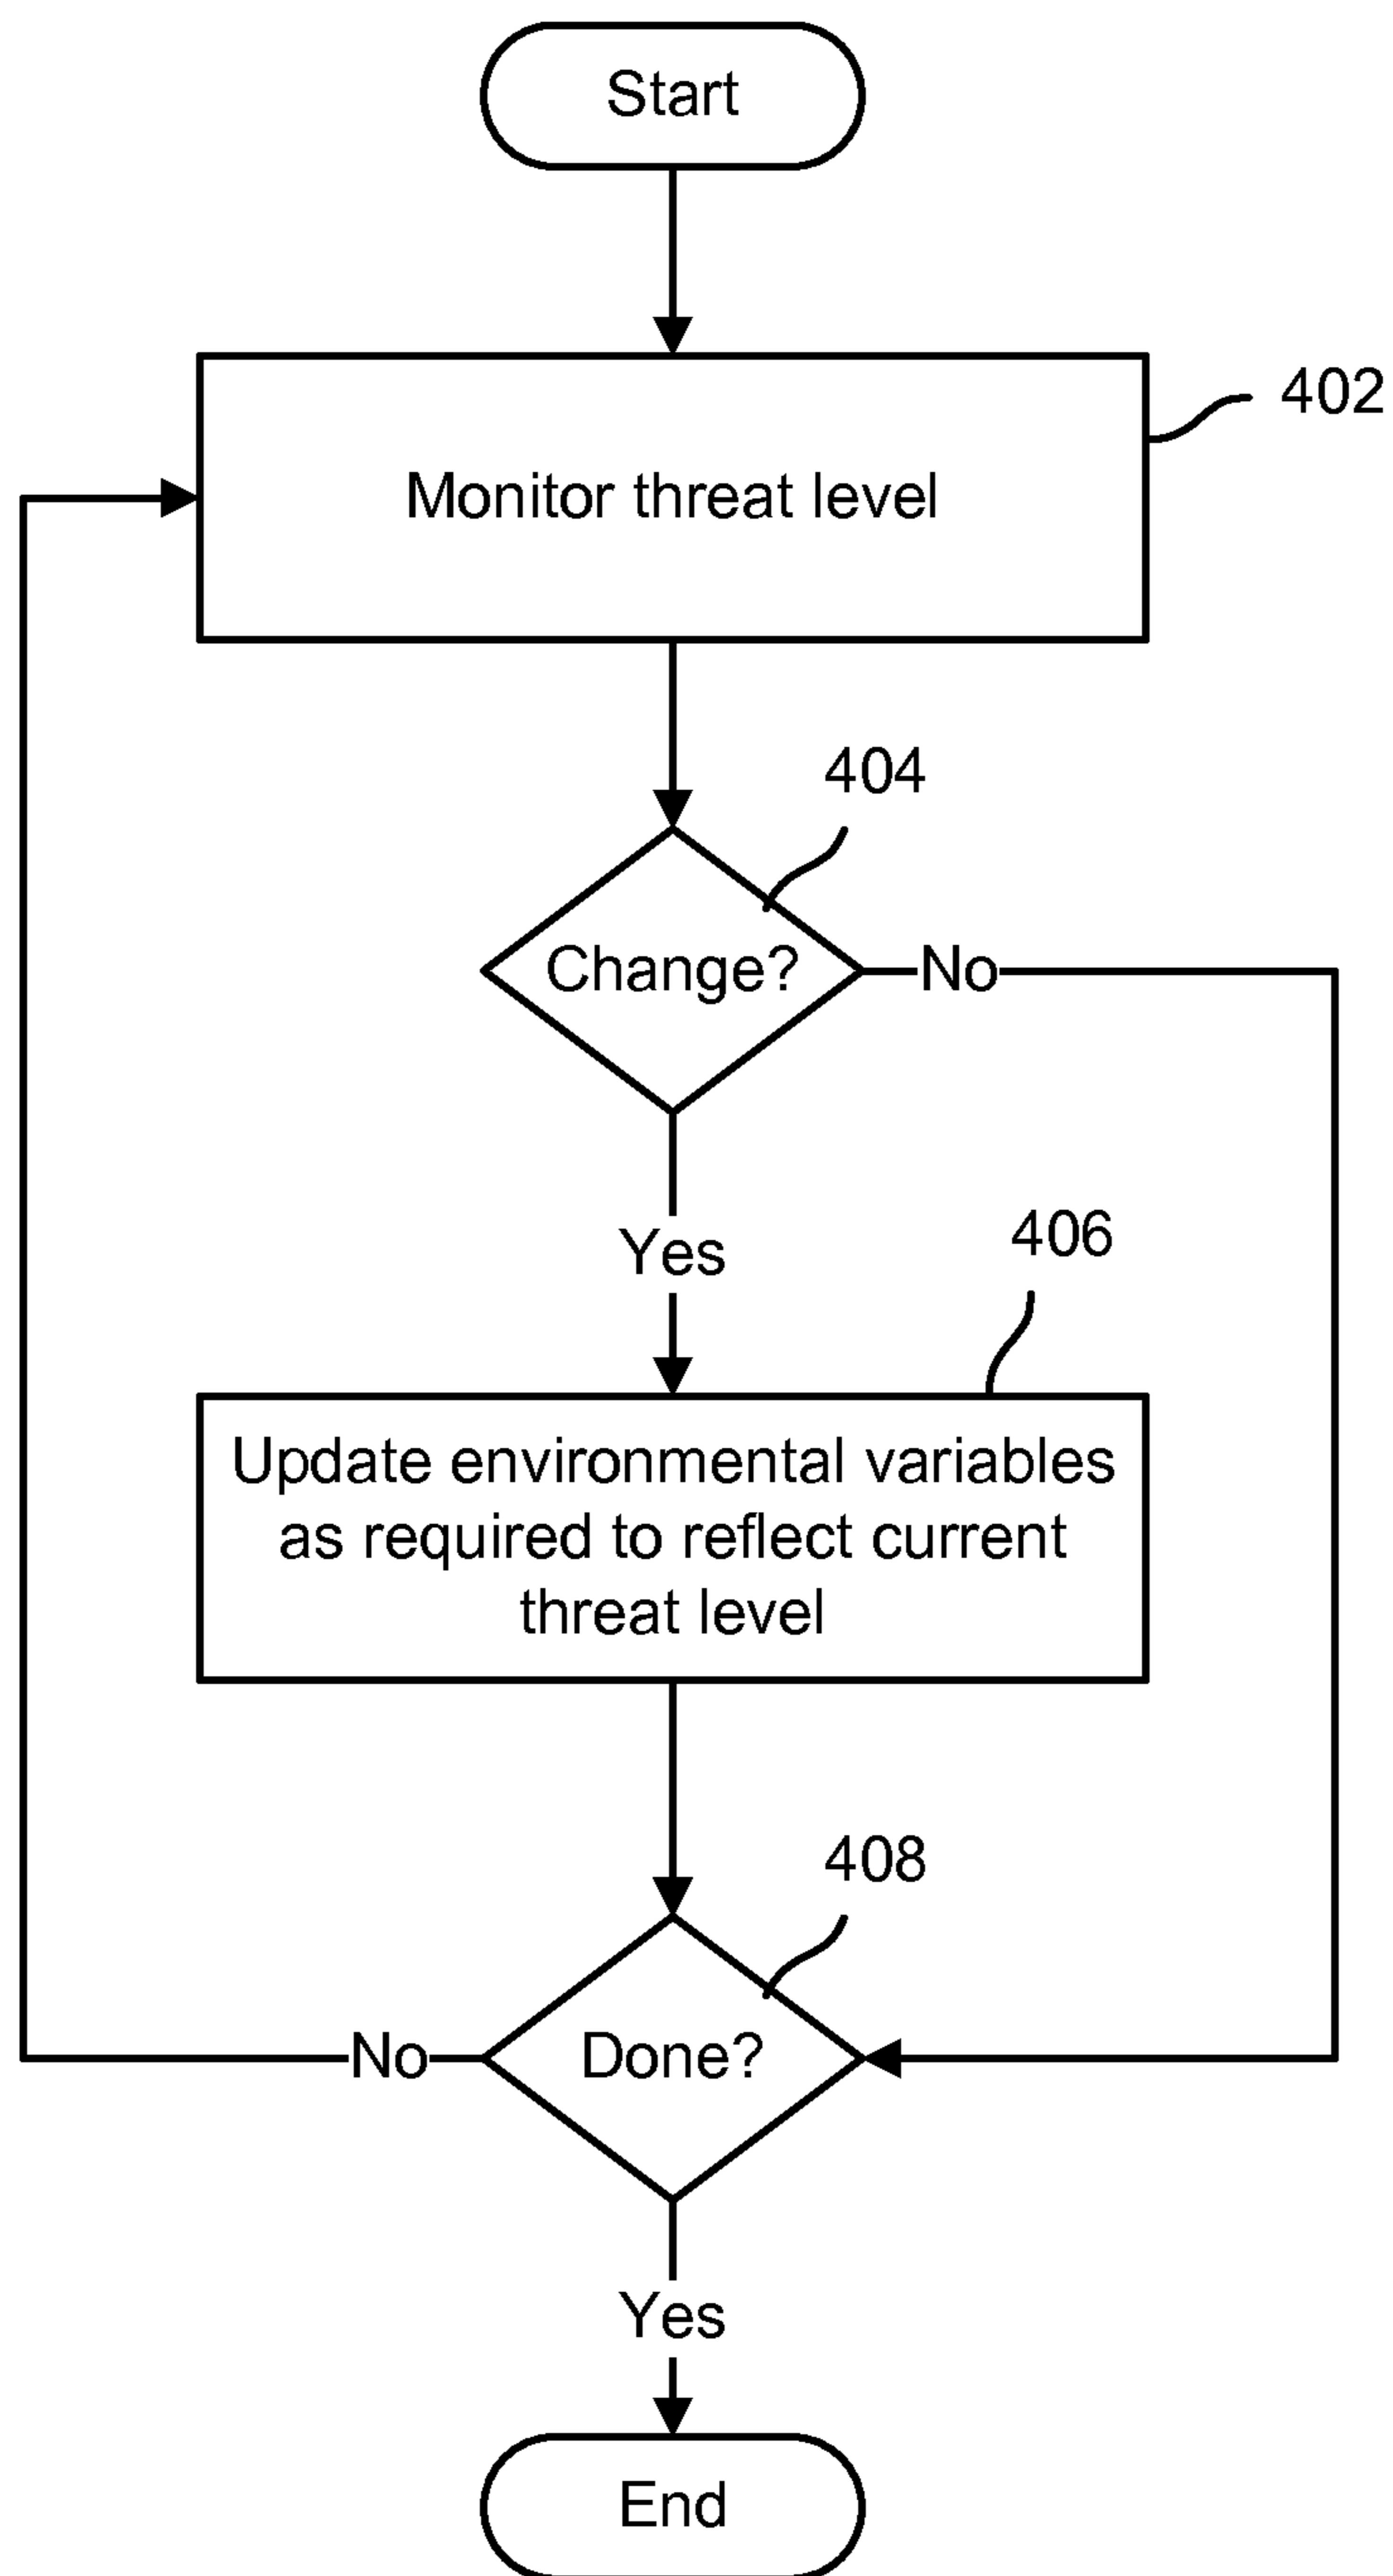 Start
402
Monitor threat level
404
Change?
No
Yes
406
Update environmental variables
as required to reflect current
threat level
408
No
Done?
Yes
End